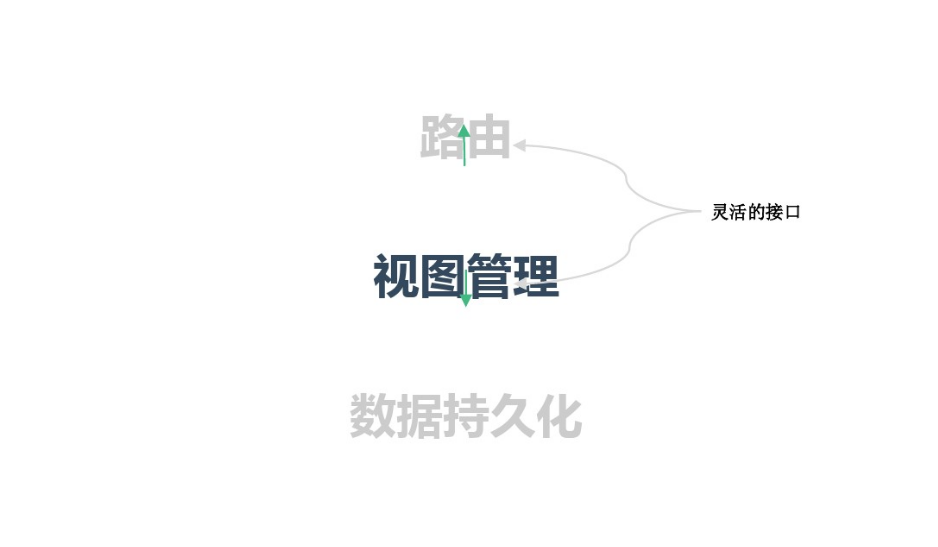 路由
灵活的接口
视图管理
数据持久化